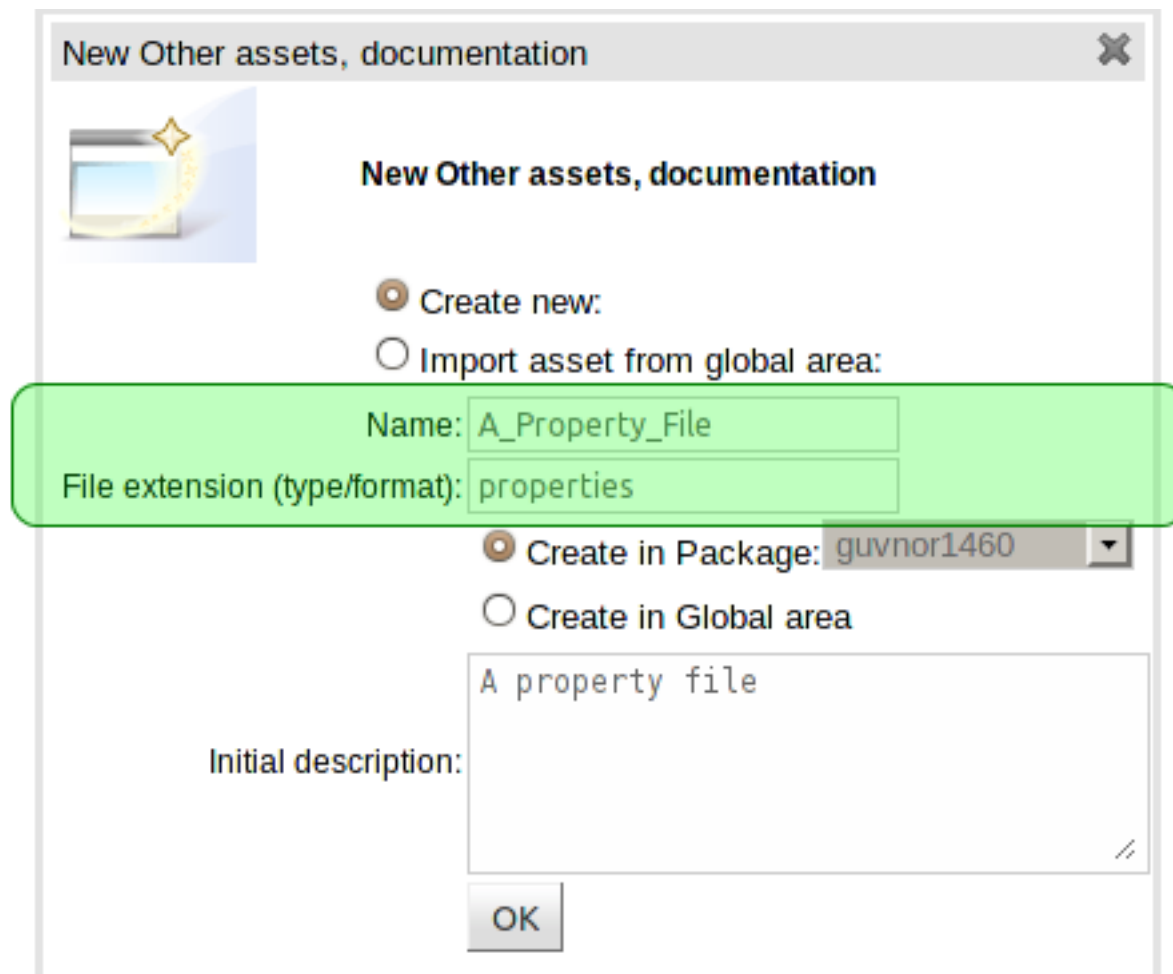 New Other assets, documentation
New Other assets, documentation
Create new:
Import asset from global area:
Name: A_Property_File
File extension (type/format): properties
Create in Package: guvnor1460
Create in Global area
A property file
Initial description:
OK